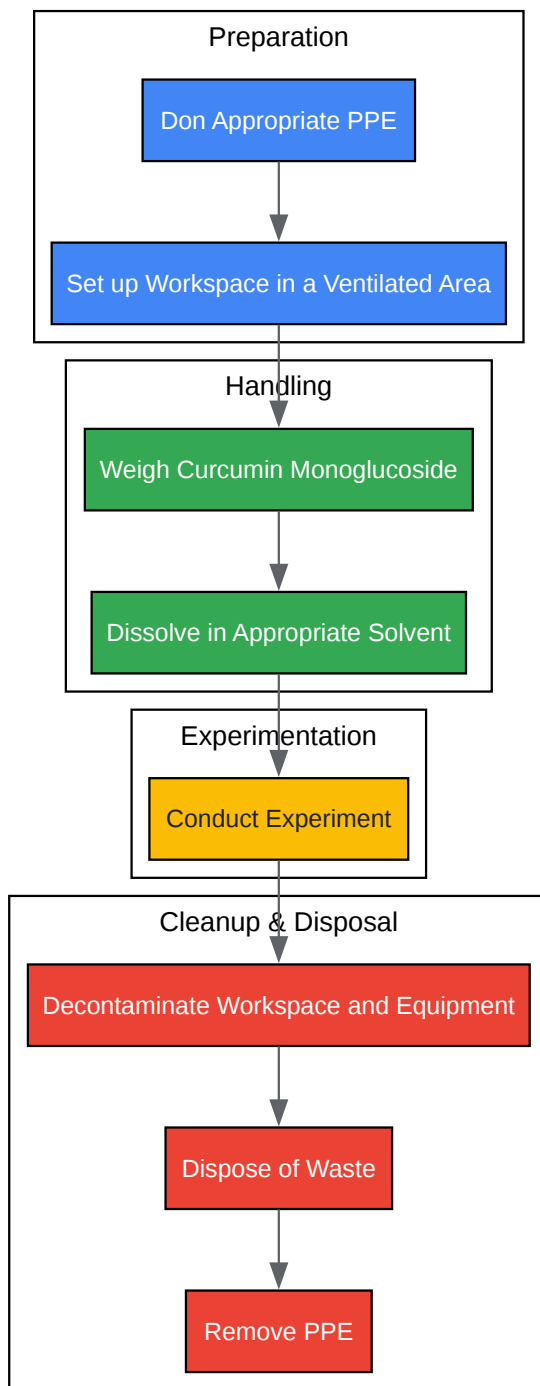 Preparation
Don Appropriate PPE
Set up Workspace in a Ventilated Area
Handling
Weigh Curcumin Monoglucoside
Dissolve in Appropriate Solvent
Experimentation
Conduct Experiment
Cleanup & Disposal
Decontaminate Workspace and Equipment
Dispose of Waste
Remove PPE